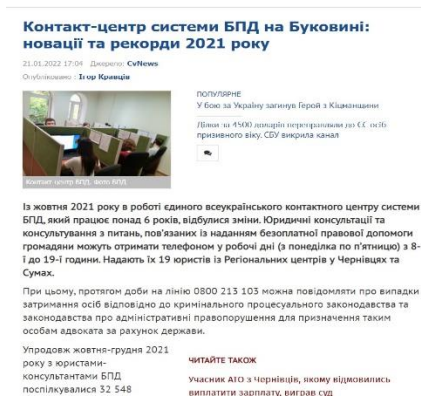 Контакт-центр системи БПД на Буковині:
новації та рекорди 2021 року
21.01.2022 17:04 Джерело: CvNews
Опубліковано : Ігор Кравців
ПОПУЛЯРНЕ
У бою за Україну загинув Герой з Кіцманщини
Діяки на 4500 доларів переправляли до ЄС осіб
призивного віку. СБУ викрила канал
Контакт центр БПД. Фото БПД
Із жовтня 2021 року в роботі єдиного всеукраїнського контактного центру системи
БПД, який працює понад 6 років, відбулися зміни. Юридичні консультації та
консультування з питань, пов'язаних із наданням безоплатної правової допомоги
громадяни можуть отримати телефоном у робочі дні (з понеділка по п'ятницю) з 8-
ї до 19-ї години. Надають їх 19 юристів із Регіональних центрів у Чернівцях та
Сумах.
При цьому, протягом доби на лінію 0800 213 103 можна повідомляти про випадки
затримання осіб відповідно до кримінального процесуального законодавства та
законодавства про адміністративні правопорушення для призначення таким
особам адвоката за рахунок держави.
Упродовж жовтня-грудня 2021
року з юристами-
консультантами БПД
поспілкувалися 32 548
ЧИТАЙТЕ ТАКОЖ
Учасник АТО з Чернівців, якому відмовились
виплатити зарплату, виграв суд